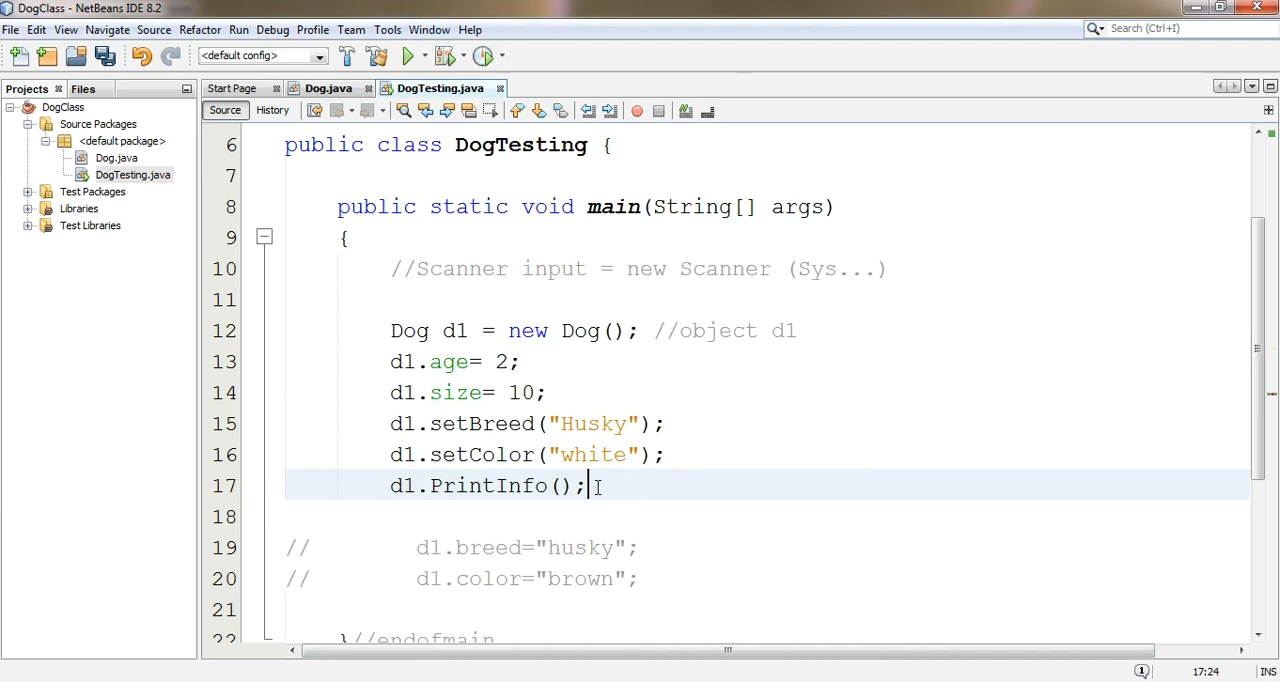 DogClass - NetBeans IDE 8.2
File Edit View Navigate Source Refactor Run Debug Profile Team Tools Window Help
Search (Ctrl+I)
<default config>
Projects Files
Start Page Dog.java DogTesting.java
Source History
DogClass
Source Packages
<default package>
Dog.java
DogTesting.java
Test Packages
Libraries
Test Libraries
6 public class DogTesting {
7
8 public static void main(String[] args)
9 {
10 //Scanner input = new Scanner (Sys...)
11
12 Dog d1 = new Dog(); //object d1
13 d1.age= 2;
14 d1.size= 10;
15 d1.setBreed("Husky");
16 d1.setColor("white");
17 d1.PrintInfo();
18
19 // d1.breed="husky";
20 // d1.color="brown";
21
22 }//endofmain
1 17:24 INS